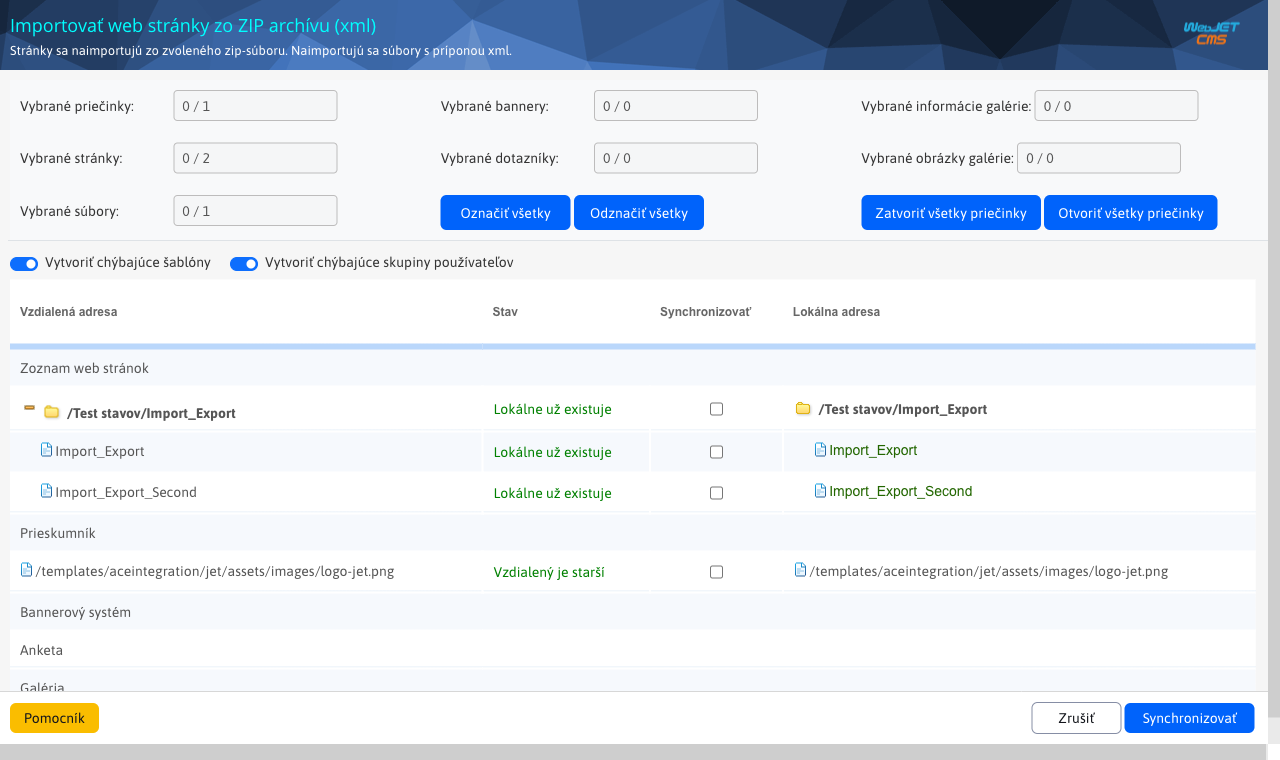 Importovať web stránky zo ZIP archívu (xml)
Stránky sa naimportujú zo zvoleného zip-súboru. Naimportujú sa súbory s príponou xml.
WebJET
CMS
Vybrané priečinky: 0 / 1 Vybrané bannery: 0 / 0 Vybrané informácie galérie: 0 / 0
Vybrané stránky: 0 / 2 Vybrané dotazníky: 0 / 0 Vybrané obrázky galérie: 0 / 0
Vybrané súbory: 0 / 1 Označiť všetky Odznačiť všetky Zatvoriť všetky priečinky Otvoriť všetky priečinky
Vytvoriť chýbajúce šablóny Vytvoriť chýbajúce skupiny používateľov
Vzdialená adresa Stav Synchronizovať Lokálna adresa
Zoznam web stránok
/Test stavov/Import_Export Lokálne už existuje /Test stavov/Import_Export
Import_Export Lokálne už existuje Import_Export
Import_Export_Second Lokálne už existuje Import_Export_Second
Prieskumník
/templates/aceintegration/jet/assets/images/logo-jet.png Vzdialený je starší /templates/aceintegration/jet/assets/images/logo-jet.png
Bannerový systém
Anketa
Galéria
Pomocník Zrušiť Synchronizovať